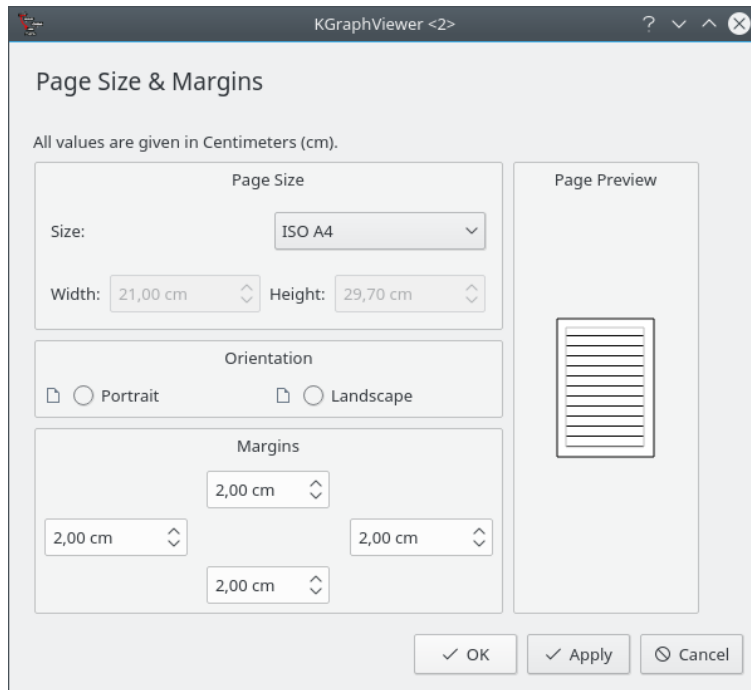 KGraphViewer <2>
Page Size & Margins
All values are given in Centimeters (cm).
Page Size
Size: ISO A4
Width: 21,00 cm Height: 29,70 cm
Orientation
Portrait Landscape
Margins
2,00 cm
2,00 cm 2,00 cm
2,00 cm
Page Preview
OK Apply Cancel